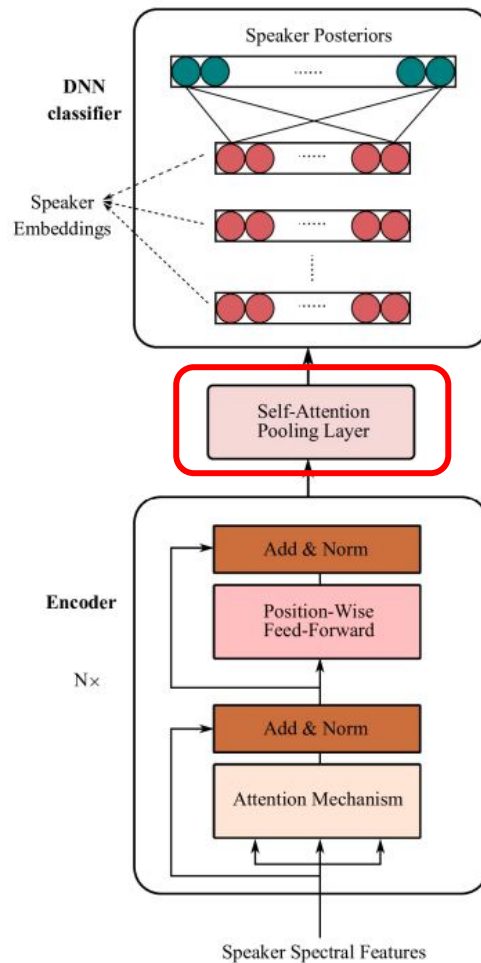 Speaker Posteriors
DNN
classifier
Speaker
Embeddings
Self-Attention
Pooling Layer
Add & Norm
Encoder
Position-Wise
Feed-Forward
N×
Add & Norm
Attention Mechanism
Speaker Spectral Features